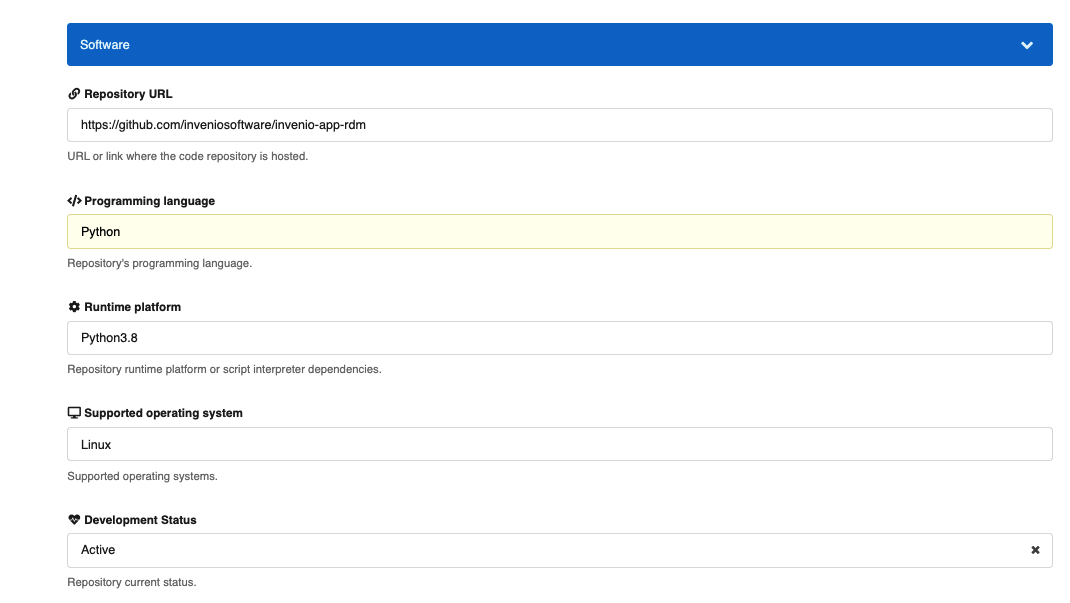 Software
Repository URL
https://github.com/inveniosoftware/invenio-app-rdm
URL or link where the code repository is hosted.
Programming language
Python
Repository's programming language.
Runtime platform
Python3.8
Repository runtime platform or script interpreter dependencies.
Supported operating system
Linux
Supported operating systems.
Development Status
Active
Repository current status.